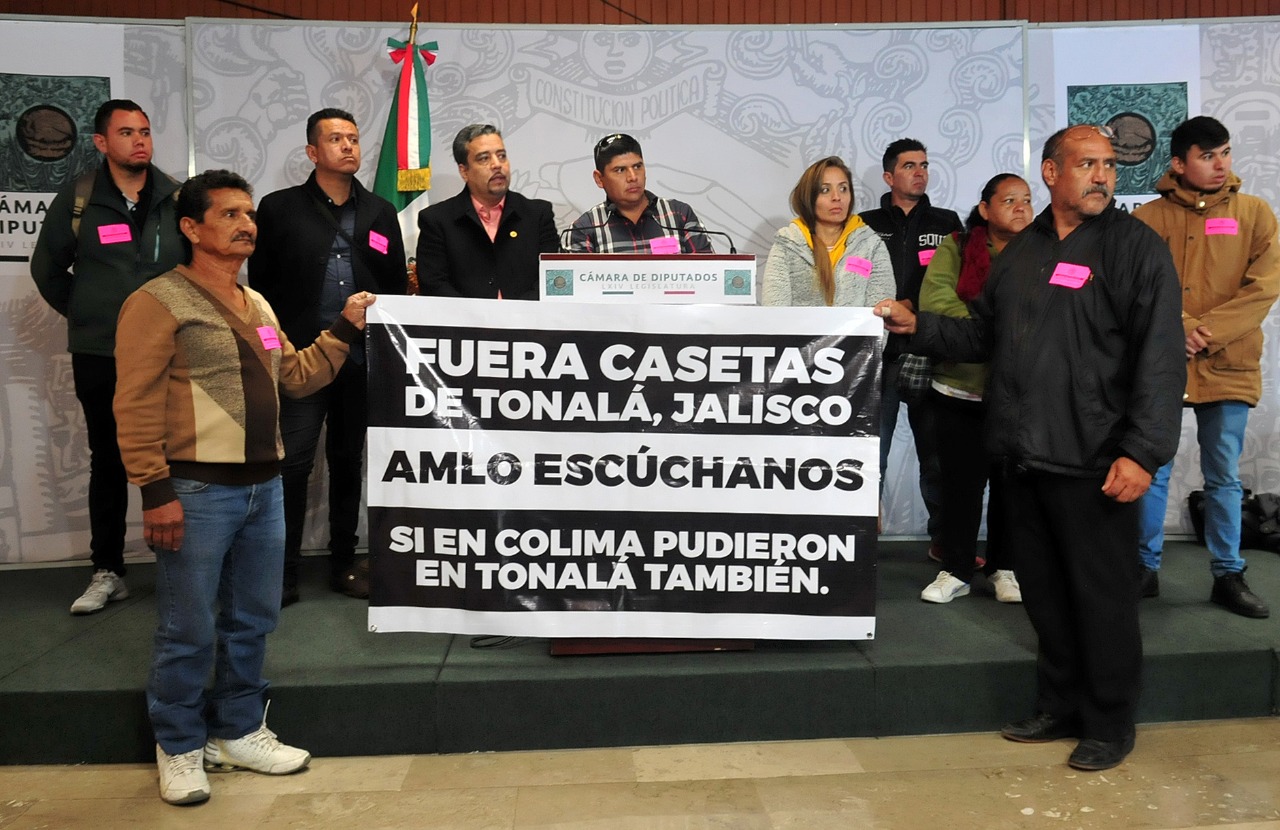 CONSTITUCION POLITICA
CÁMARA DE DIPUTADOS
LXIV LEGISLATURA
FUERA CASETAS
DE TONALÁ, JALISCO
AMLO ESCÚCHANOS
SI EN COLIMA PUDIERON
EN TONALÁ TAMBIÉN.